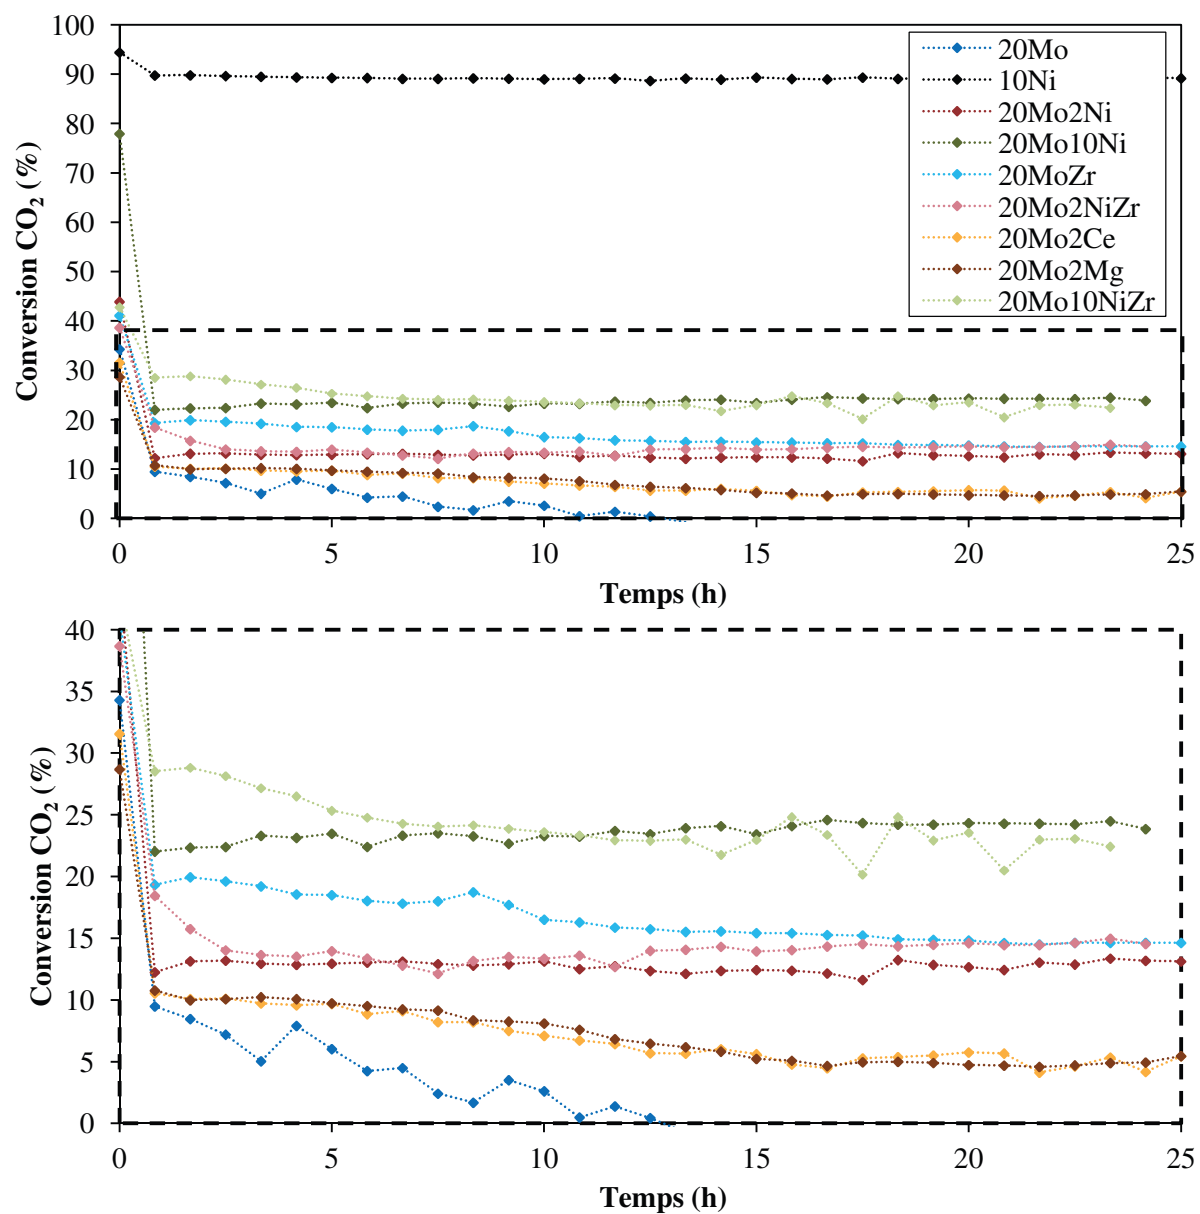 100
90
80
70
60
50
40
30
20
10
0
Conversion CO₂ (%)
20Mo
10Ni
20Mo2Ni
20Mo10Ni
20MoZr
20Mo2NiZr
20Mo2Ce
20Mo2Mg
20Mo10NiZr
0 5 10 15 20 25
Temps (h)
40
35
30
25
20
15
10
5
0
Conversion CO₂ (%)
0 5 10 15 20 25
Temps (h)